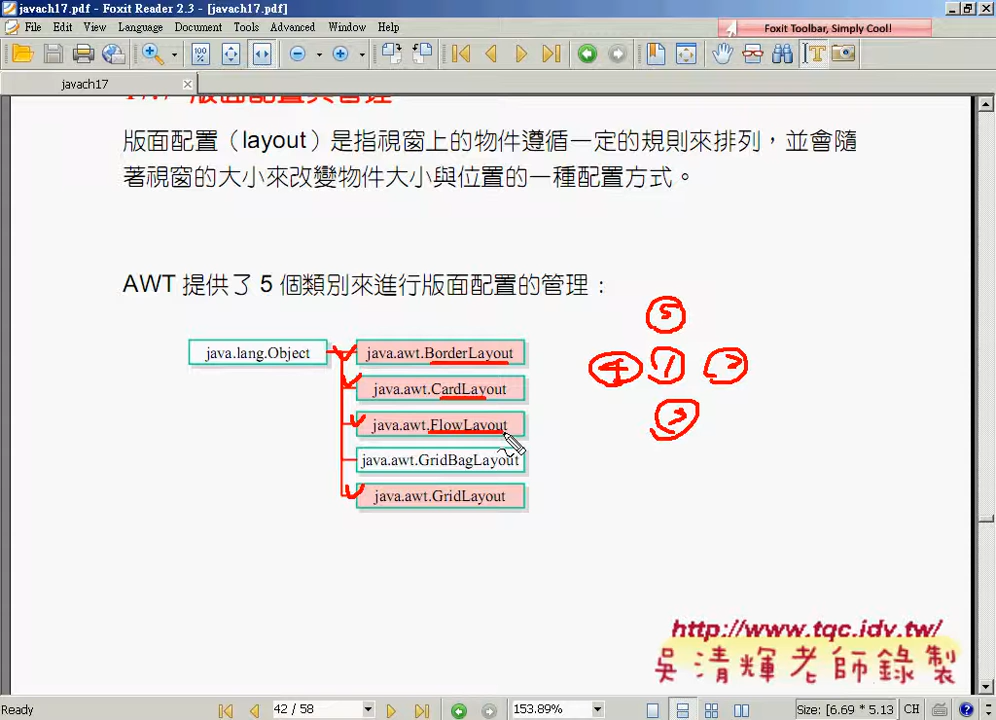 javach17.pdf - Foxit Reader 2.3 - [javach17.pdf]
File Edit View Language Document Tools Advanced Window Help
Foxit Toolbar, Simply Cool!
javach17
版面配置與管理
版面配置（layout）是指視窗上的物件遵循一定的規則來排列，並會隨
著視窗的大小來改變物件大小與位置的一種配置方式。
AWT 提供了 5 個類別來進行版面配置的管理：
java.lang.Object
java.awt.BorderLayout
java.awt.CardLayout
java.awt.FlowLayout
java.awt.GridBagLayout
java.awt.GridLayout
5
4 1
http://www.tqc.idv.tw/
吳清輝老師錄製
Ready
42 / 58
153.89%
Size: [6.69 * 5.13
CH